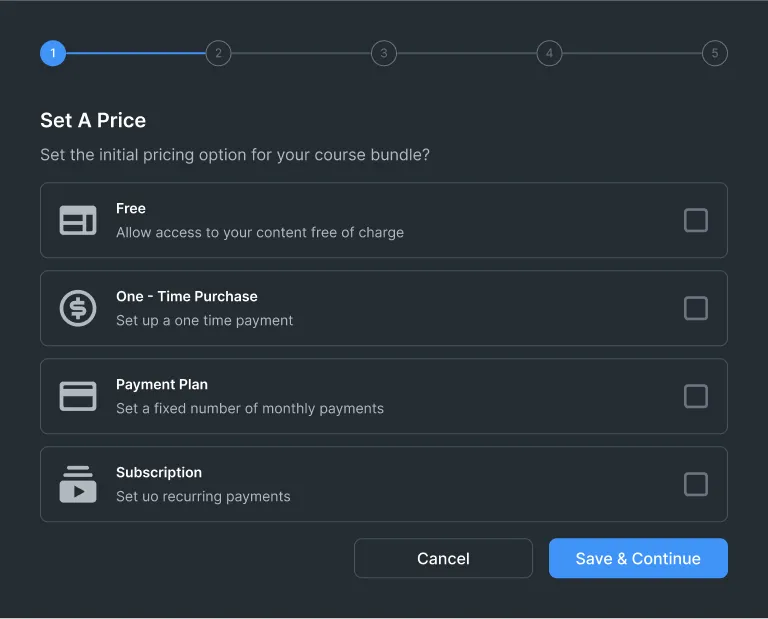 1 2 3 4 5
Set A Price
Set the initial pricing option for your course bundle?
Free
Allow access to your content free of charge
One - Time Purchase
Set up a one time payment
Payment Plan
Set a fixed number of monthly payments
Subscription
Set uo recurring payments
Cancel Save & Continue